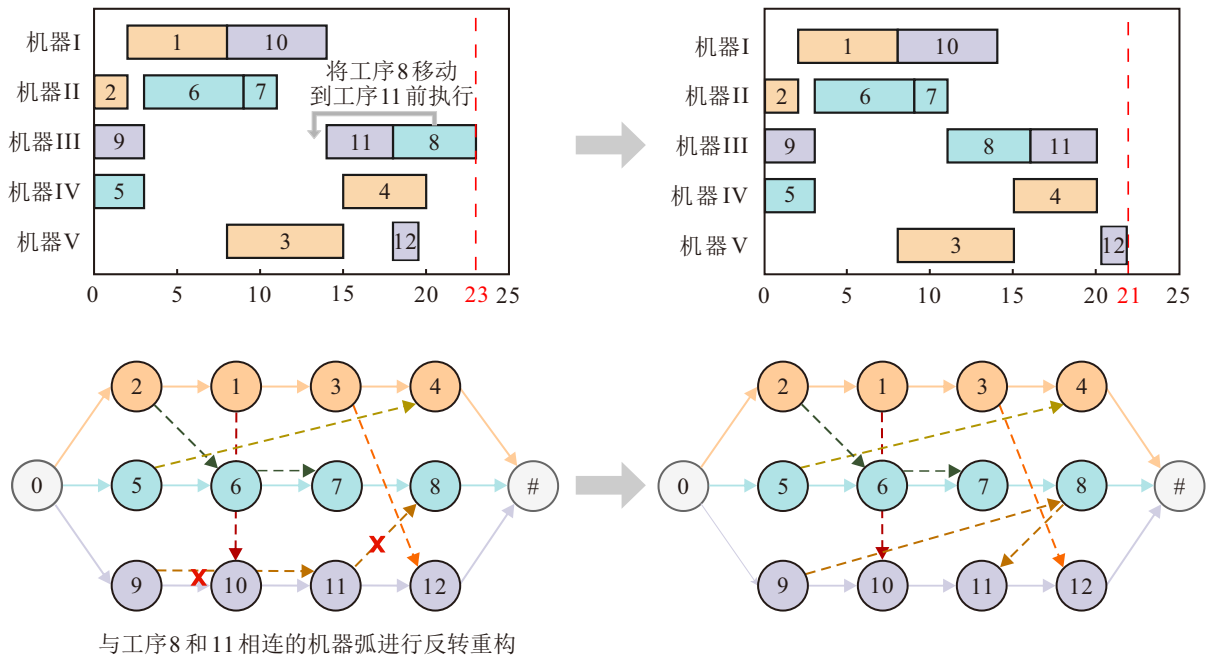 机器I 1 10
机器II 2 6 7
将工序8移动
到工序11前执行
机器III 9 11 8
机器IV 5 4
机器V 3 12
0 5 10 15 20 23 25
机器I 1 10
机器II 2 6 7
机器III 9 8 11
机器IV 5 4
机器V 3 12
0 5 10 15 20 21 25
2 1 3 4
0 5 6 7 8 #
X
X
9 10 11 12
与工序8和11相连的机器弧进行反转重构
2 1 3 4
0 5 6 7 8 #
9 10 11 12